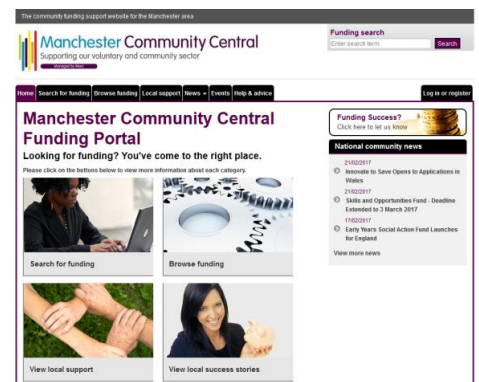 The community funding support website for the Manchester area
Manchester Community Central
Supporting our voluntary and community sector
Managed by Macc
Funding search
Enter search term
Search
Home Search for funding Browse funding Local support News Events Help & advice
Log in or register
Manchester Community Central
Funding Portal
Looking for funding? You've come to the right place.
Please click on the buttons below to view more information about each category.
Search for funding
Browse funding
View local support
View local success stories
Funding Success?
Click here to let us know
National community news
21/02/2017
Innovate to Save Opens to Applications in
Wales
21/02/2017
Skills and Opportunities Fund - Deadline
Extended to 3 March 2017
17/02/2017
Early Years Social Action Fund Launches
for England
View more news